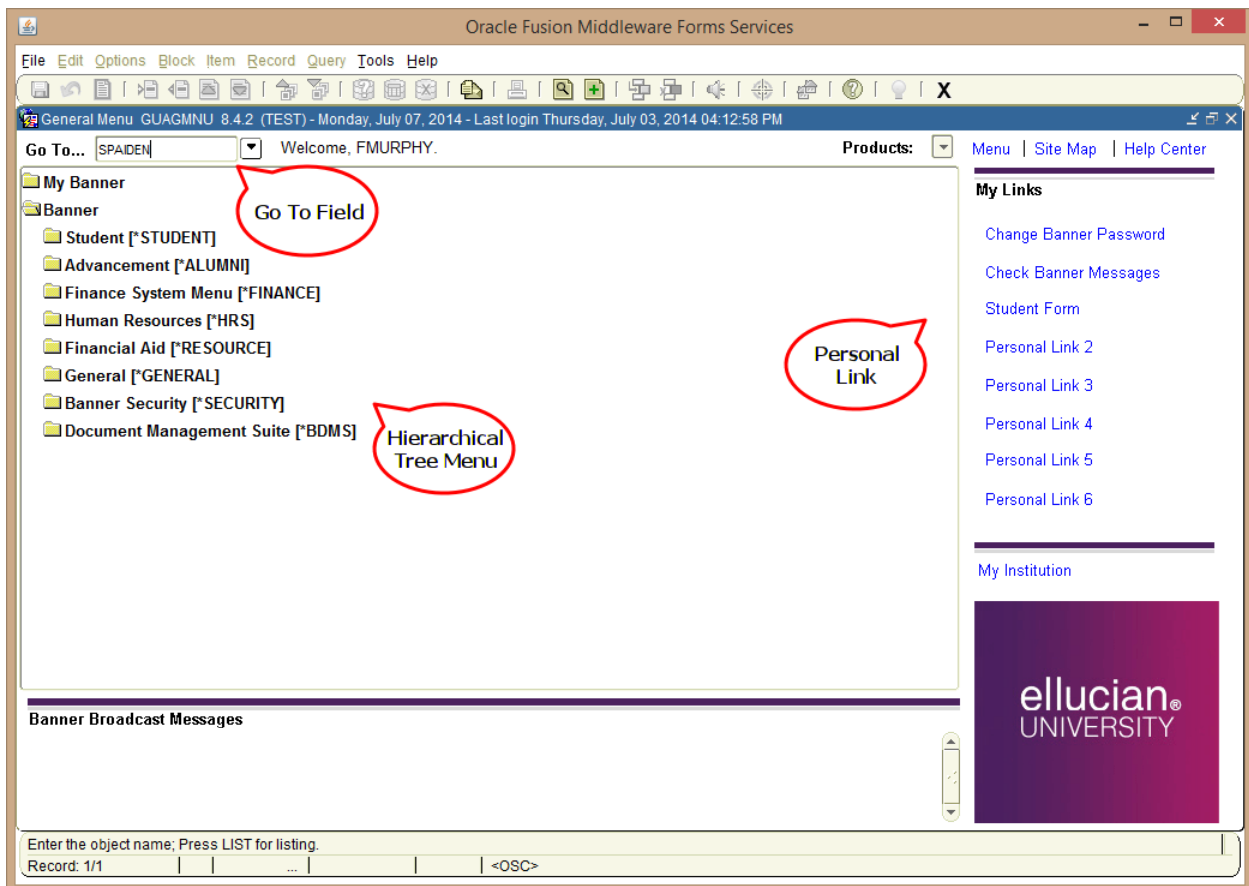 Oracle Fusion Middleware Forms Services
File Edit Options Block Item Record Query Tools Help
General Menu GUAGMNU 8.4.2 (TEST) - Monday, July 07, 2014 - Last login Thursday, July 03, 2014 04:12:58 PM
Go To... SPAIDEN Welcome, FMURPHY. Products: Menu | Site Map | Help Center
My Banner
Banner
Student [*STUDENT]
Advancement [*ALUMNI]
Finance System Menu [*FINANCE]
Human Resources [*HRS]
Financial Aid [*RESOURCE]
General [*GENERAL]
Banner Security [*SECURITY]
Document Management Suite [*BDMS]
Go To Field
Hierarchical
Tree Menu
Personal
Link
My Links
Change Banner Password
Check Banner Messages
Student Form
Personal Link 2
Personal Link 3
Personal Link 4
Personal Link 5
Personal Link 6
My Institution
ellucian®
UNIVERSITY
Banner Broadcast Messages
Enter the object name; Press LIST for listing.
Record: 1/1 | | ... | | | <OSC>